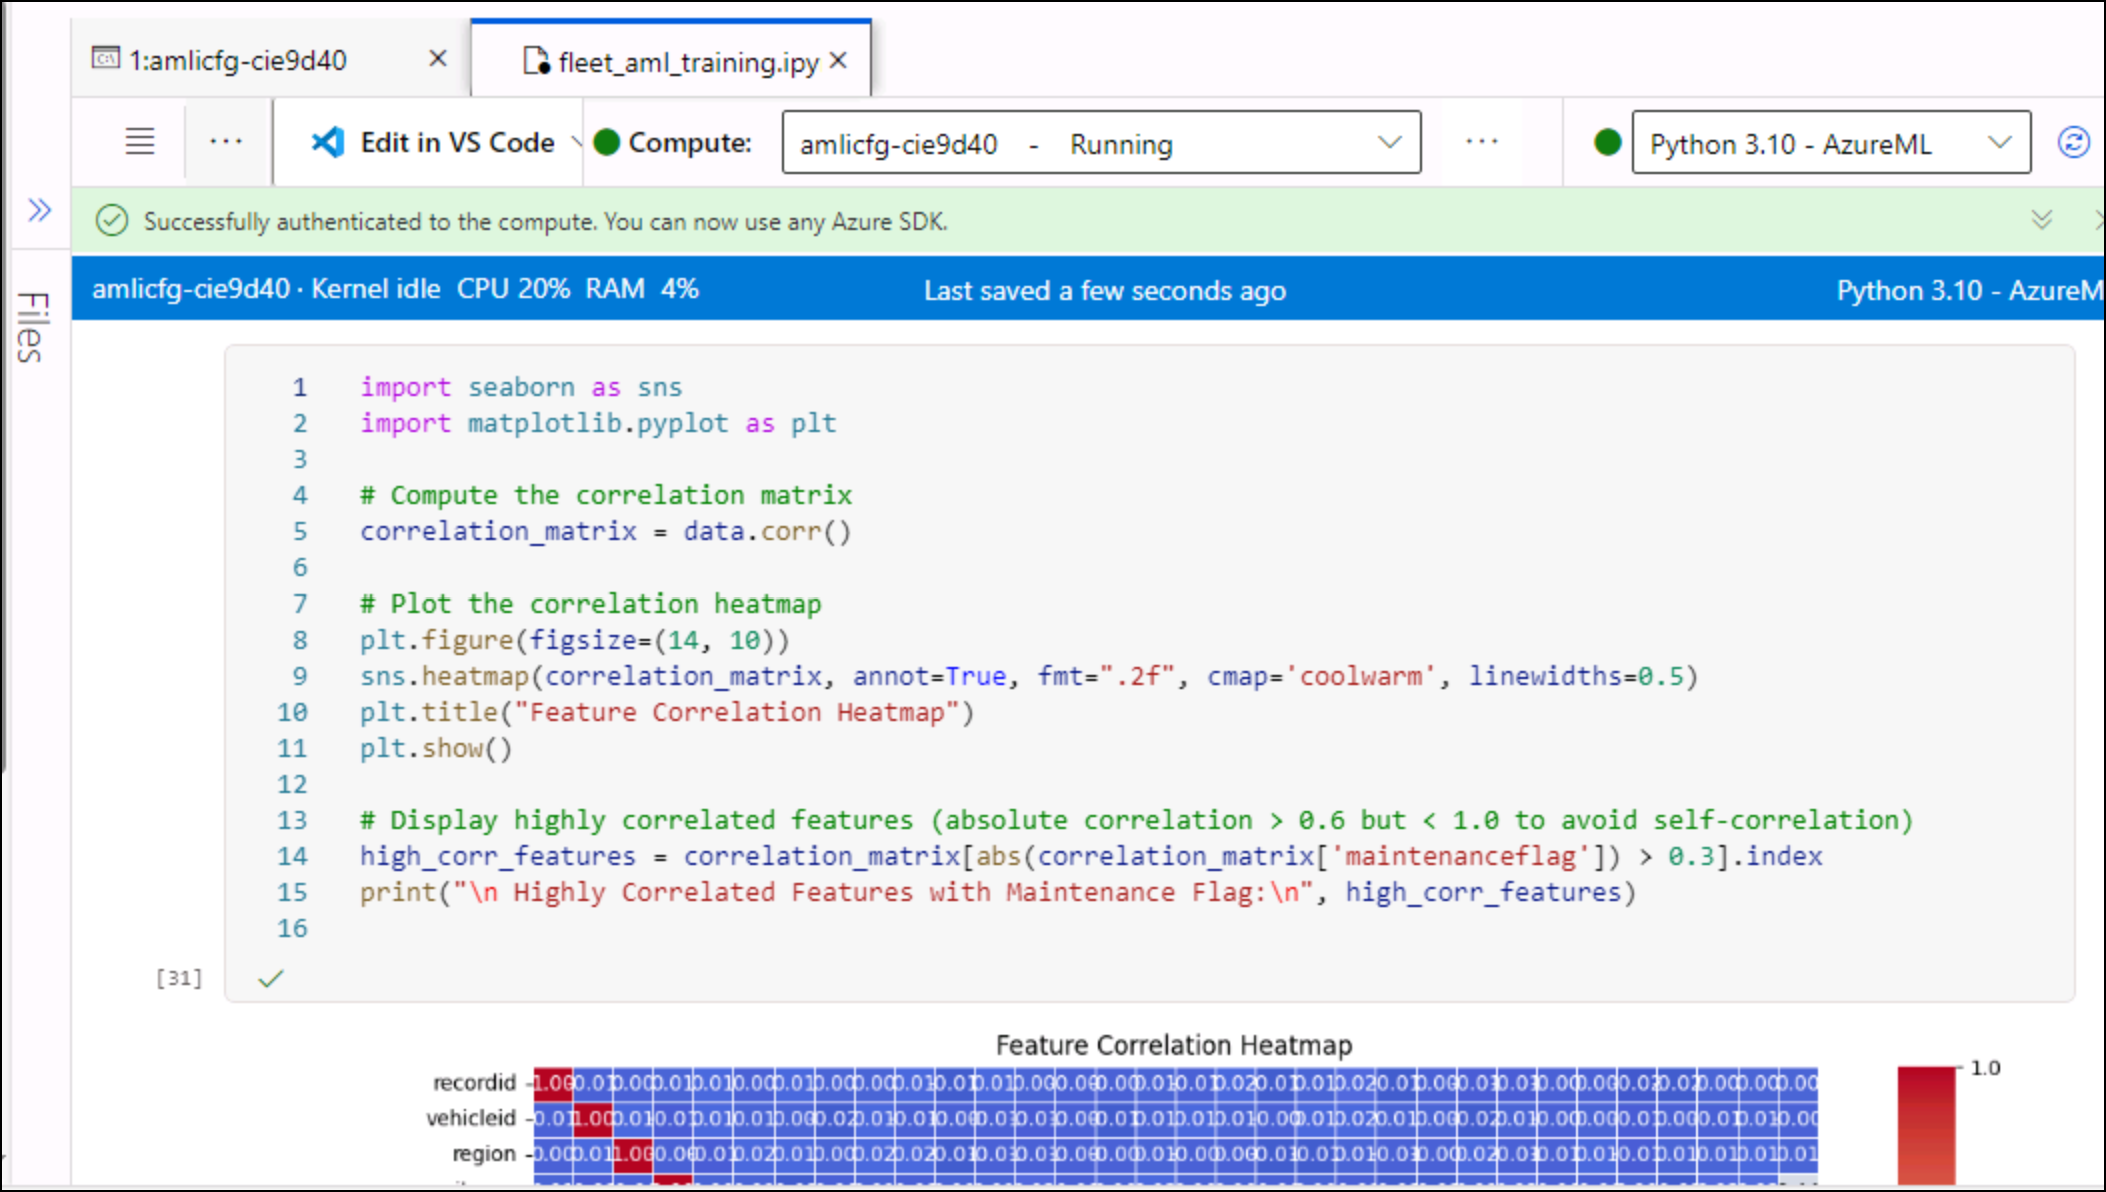 1:amlicfg-cie9d40
fleet_aml_training.ipy
Edit in VS Code
Compute:
amlicfg-cie9d40 - Running
Python 3.10 - AzureML
Successfully authenticated to the compute. You can now use any Azure SDK.
Files
amlicfg-cie9d40 · Kernel idle CPU 20% RAM 4%
Last saved a few seconds ago
Python 3.10 - AzureM
1 import seaborn as sns
2 import matplotlib.pyplot as plt
3
4 # Compute the correlation matrix
5 correlation_matrix = data.corr()
6
7 # Plot the correlation heatmap
8 plt.figure(figsize=(14, 10))
9 sns.heatmap(correlation_matrix, annot=True, fmt=".2f", cmap='coolwarm', linewidths=0.5)
10 plt.title("Feature Correlation Heatmap")
11 plt.show()
12
13 # Display highly correlated features (absolute correlation > 0.6 but < 1.0 to avoid self-correlation)
14 high_corr_features = correlation_matrix[abs(correlation_matrix['maintenanceflag']) > 0.3].index
15 print("\n Highly Correlated Features with Maintenance Flag:\n", high_corr_features)
16
[31]
Feature Correlation Heatmap
1.0
recordid
vehicleid
region